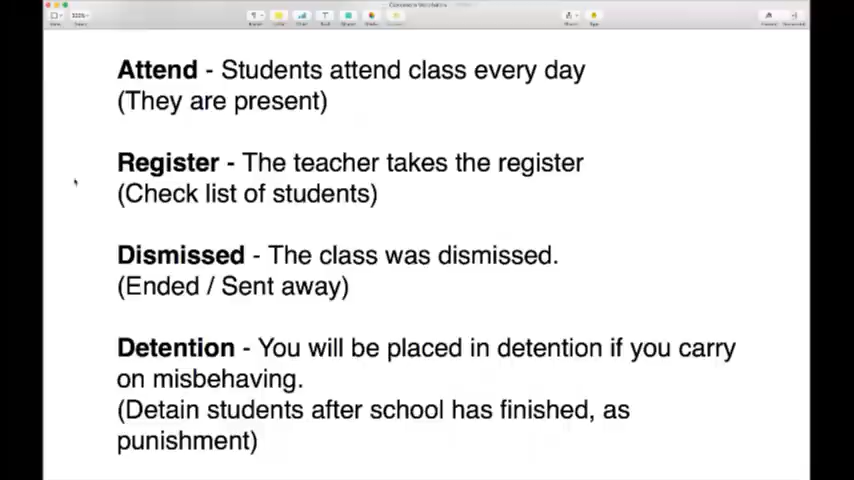 Attend - Students attend class every day
(They are present)
Register - The teacher takes the register
(Check list of students)
Dismissed - The class was dismissed.
(Ended / Sent away)
Detention - You will be placed in detention if you carry
on misbehaving.
(Detain students after school has finished, as
punishment)